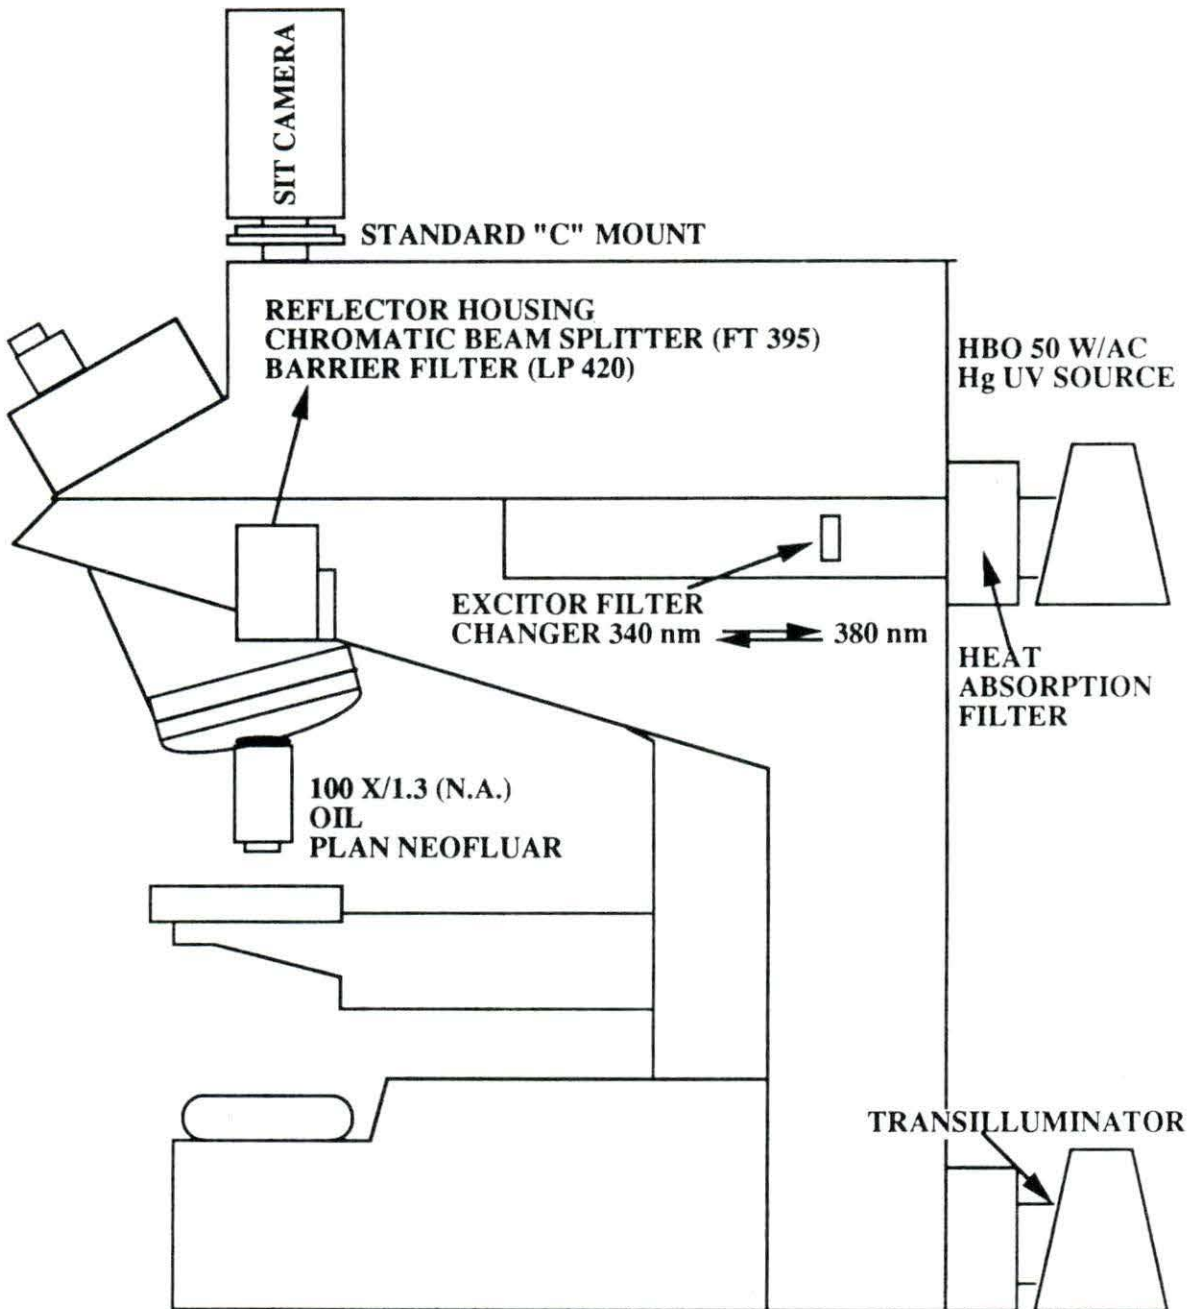 SIT CAMERA
STANDARD "C" MOUNT
REFLECTOR HOUSING
CHROMATIC BEAM SPLITTER (FT 395)
BARRIER FILTER (LP 420)
HBO 50 W/AC
Hg UV SOURCE
EXCITOR FILTER
CHANGER 340 nm 380 nm
HEAT
ABSORPTION
FILTER
100 X/1.3 (N.A.)
OIL
PLAN NEOFLUAR
TRANSILLUMINATOR